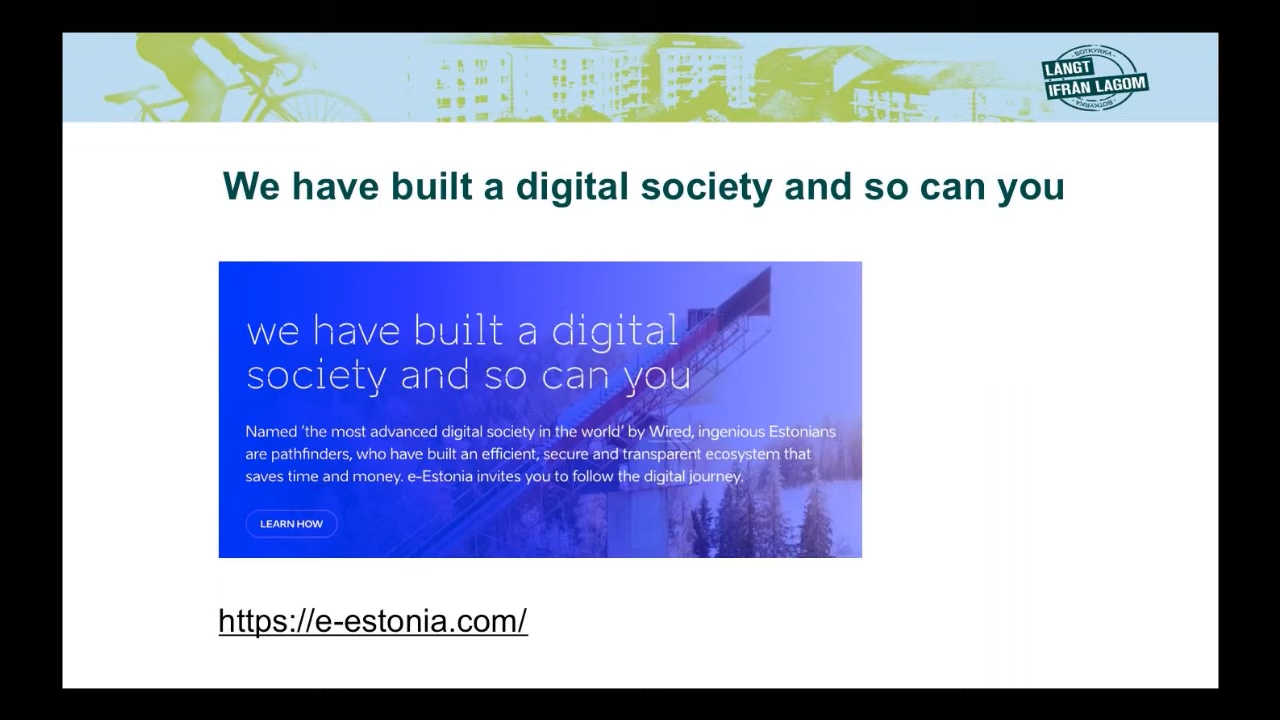 BOTKYRKA
LÅNGT
IFRÅN LAGOM
BOTKYRKA
We have built a digital society and so can you
we have built a digital
society and so can you
Named 'the most advanced digital society in the world' by Wired, ingenious Estonians
are pathfinders, who have built an efficient, secure and transparent ecosystem that
saves time and money. e-Estonia invites you to follow the digital journey.
LEARN HOW
https://e-estonia.com/